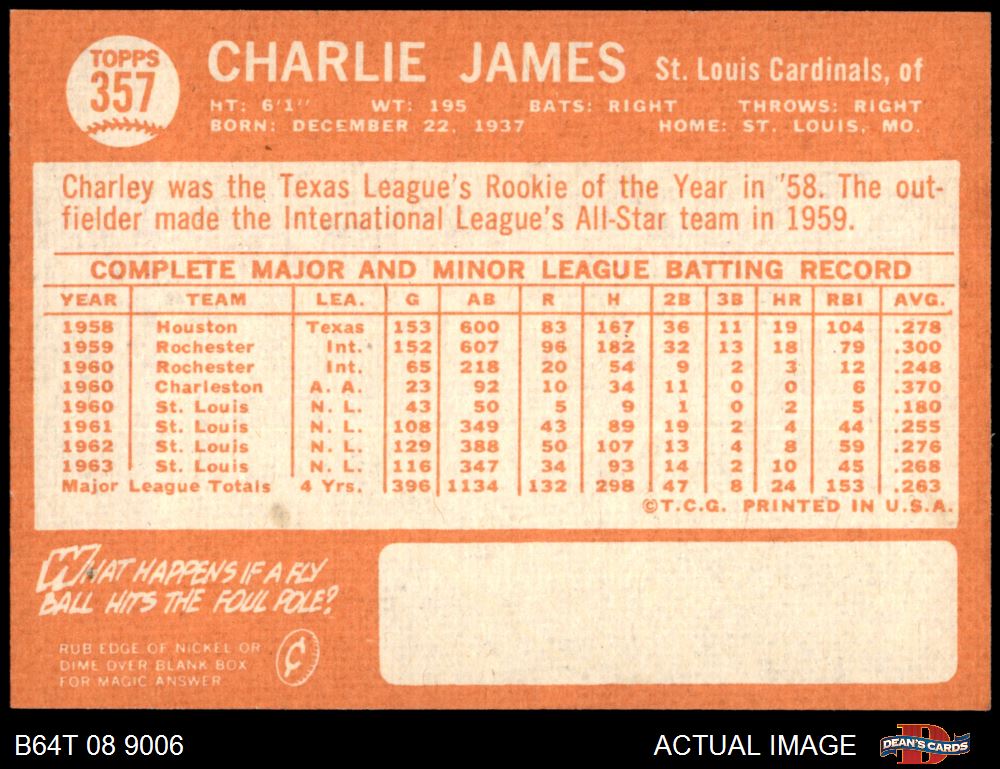 TOPPS
357
CHARLIE JAMES St. Louis Cardinals, of
HT: 6'1'' WT: 195 BATS: RIGHT THROWS: RIGHT
BORN: DECEMBER 22, 1937 HOME: ST. LOUIS, MO.
Charley was the Texas League's Rookie of the Year in '58. The out-
fielder made the International League's All-Star team in 1959.
COMPLETE MAJOR AND MINOR LEAGUE BATTING RECORD
YEAR TEAM LEA. G AB R H 2B 3B HR RBI AVG.
1958 Houston Texas 153 600 83 167 36 11 19 104 .278
1959 Rochester Int. 152 607 96 182 32 13 18 79 .300
1960 Rochester Int. 65 218 20 54 9 2 3 12 .248
1960 Charleston A. A. 23 92 10 34 11 0 0 6 .370
1960 St. Louis N. L. 43 50 5 9 1 0 2 5 .180
1961 St. Louis N. L. 108 349 43 89 19 2 4 44 .255
1962 St. Louis N. L. 129 388 50 107 13 4 8 59 .276
1963 St. Louis N. L. 116 347 34 93 14 2 10 45 .268
Major League Totals 4 Yrs. 396 1134 132 298 47 8 24 153 .263
©T.C.G. PRINTED IN U.S.A.
WHAT HAPPENS IF A FLY
BALL HITS THE FOUL POLE?
RUB EDGE OF NICKEL OR
DIME OVER BLANK BOX
FOR MAGIC ANSWER
¢
B64T 08 9006 ACTUAL IMAGE
D
DEAN'S CARDS